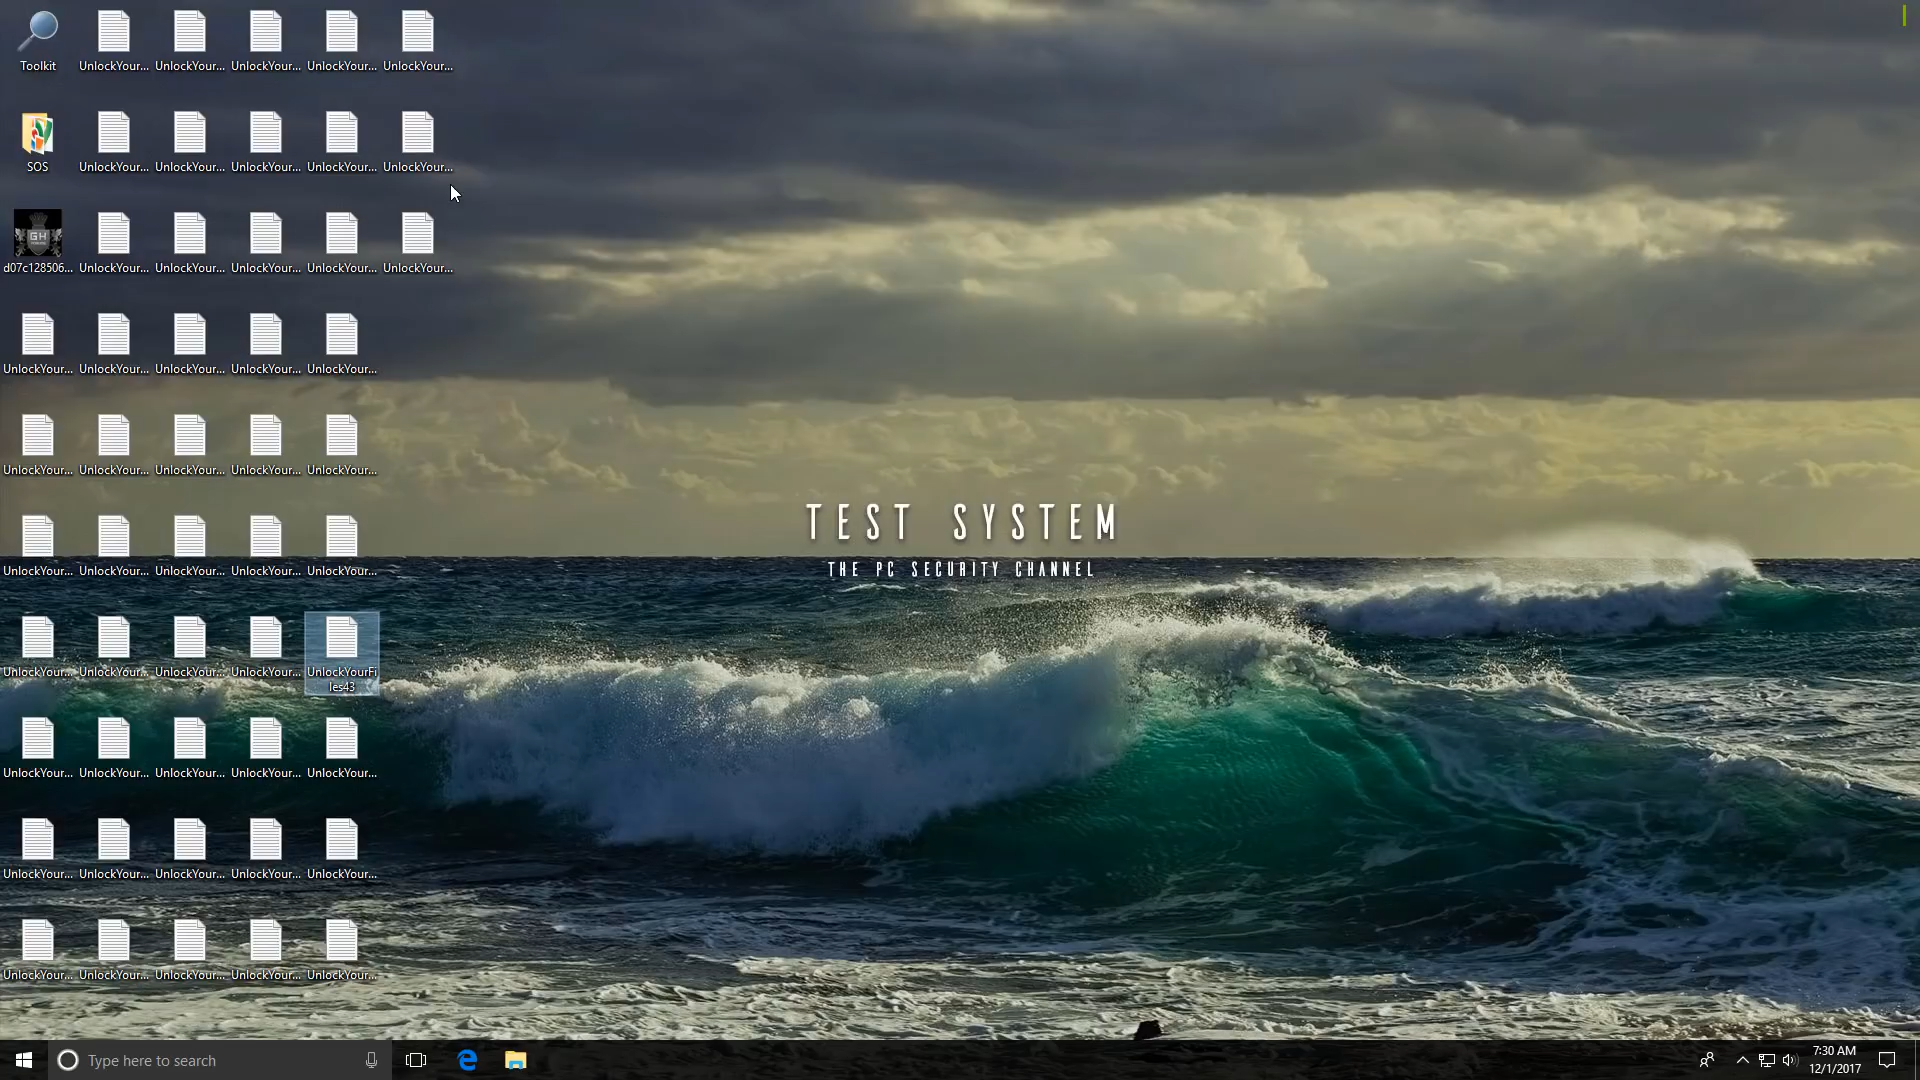 Toolkit
UnlockYour... UnlockYour... UnlockYour... UnlockYour... UnlockYour...
SOS
UnlockYour... UnlockYour... UnlockYour... UnlockYour... UnlockYour...
GH
d07c128506... UnlockYour... UnlockYour... UnlockYour... UnlockYour... UnlockYour...
UnlockYour... UnlockYour... UnlockYour... UnlockYour... UnlockYour...
UnlockYour... UnlockYour... UnlockYour... UnlockYour... UnlockYour...
TEST SYSTEM
THE PC SECURITY CHANNEL
UnlockYour... UnlockYour... UnlockYour... UnlockYour... UnlockYour...
UnlockYour... UnlockYour... UnlockYour... UnlockYour... UnlockYourFi
les43
UnlockYour... UnlockYour... UnlockYour... UnlockYour... UnlockYour...
UnlockYour... UnlockYour... UnlockYour... UnlockYour... UnlockYour...
UnlockYour... UnlockYour... UnlockYour... UnlockYour... UnlockYour...
Type here to search
7:30 AM
12/1/2017